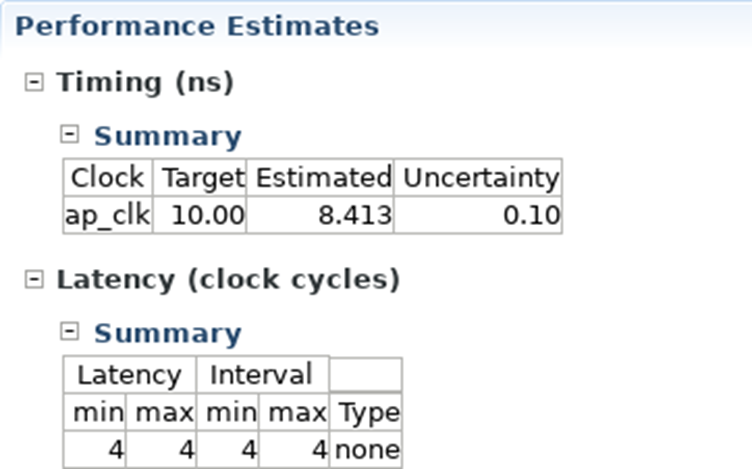 Performance Estimates
Timing (ns)
Summary
Clock Target Estimated Uncertainty
ap_clk 10.00 8.413 0.10
Latency (clock cycles)
Summary
Latency Interval
min max min max Type
4 4 4 4 none